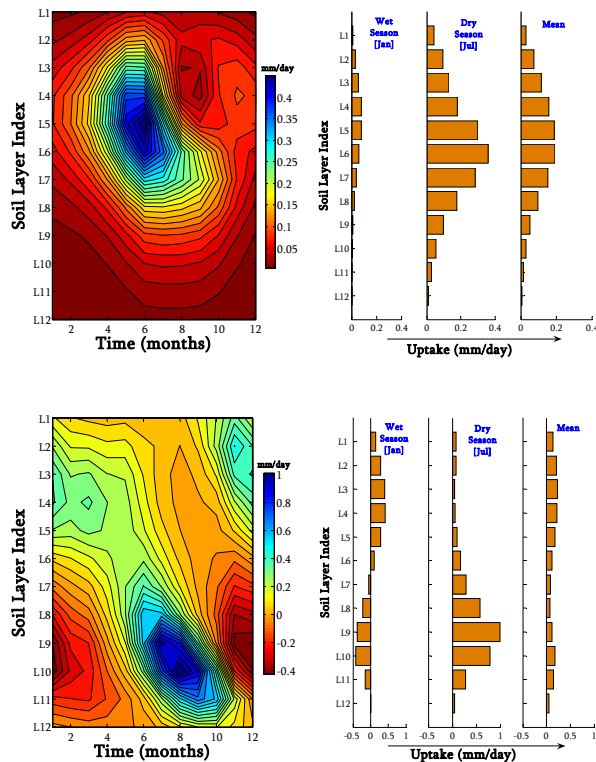 L1
L2
L3
L4
L5
L6
L7
L8
L9
L10
L11
L12
Soil Layer Index
2 4 6 8 10 12
Time (months)
mm/day
0.4
0.35
0.3
0.25
0.2
0.15
0.1
0.05
Wet
Season
[Jan]
Dry
Season
[Jul]
Mean
L1
L2
L3
L4
L5
L6
L7
L8
L9
L10
L11
L12
Soil Layer Index
0 0.2 0.4 0 0.2 0.4 0 0.2 0.4
Uptake (mm/day)
L1
L2
L3
L4
L5
L6
L7
L8
L9
L10
L11
L12
Soil Layer Index
2 4 6 8 10 12
Time (months)
mm/day
1
0.8
0.6
0.4
0.2
0
-0.2
-0.4
Wet
Season
[Jan]
Dry
Season
[Jul]
Mean
L1
L2
L3
L4
L5
L6
L7
L8
L9
L10
L11
L12
Soil Layer Index
-0.5 0 0.5 1 -0.5 0 0.5 1 -0.5 0 0.5 1
Uptake (mm/day)